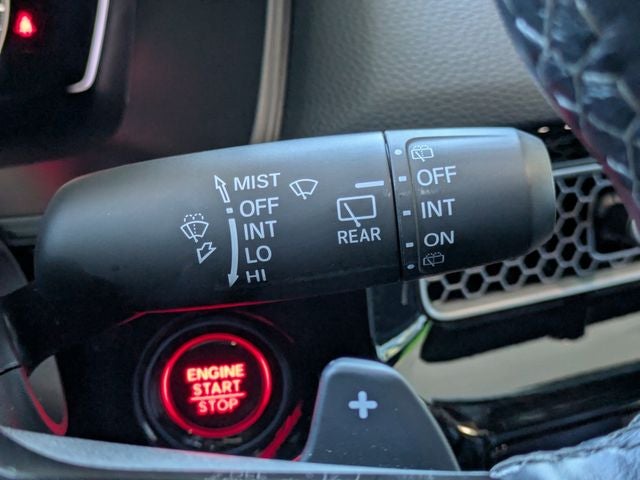 MIST
OFF
INT
LO
HI
REAR
OFF
INT
ON
ENGINE
START
STOP
+